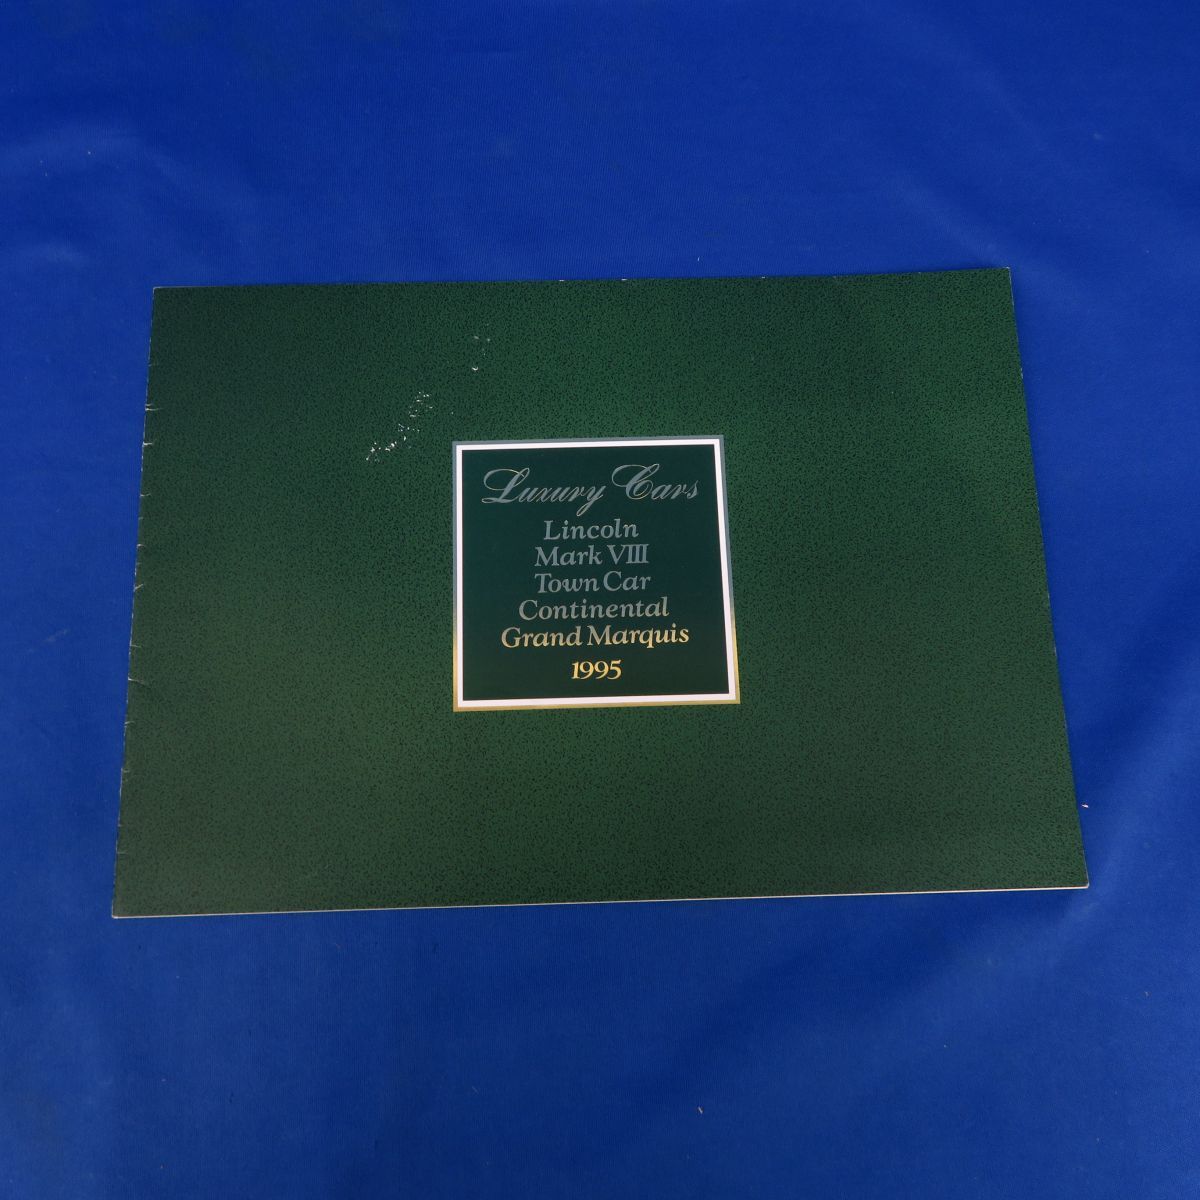 Luxury Cars
Lincoln
Mark VIII
Town Car
Continental
Grand Marquis
1995